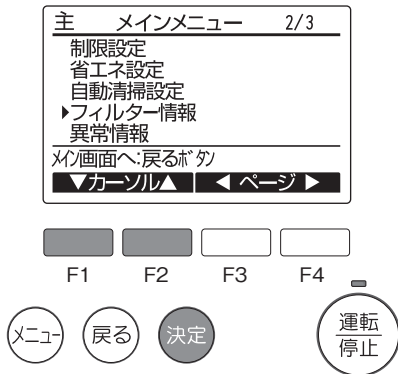 主 メインメニュー 2/3
制限設定
省エネ設定
自動清掃設定
▶フィルター情報
異常情報
メイン画面へ:戻るボタン
▼カーソル▲ ◀ ページ ▶
F1 F2 F3 F4
メニュー 戻る 決定 運転
停止